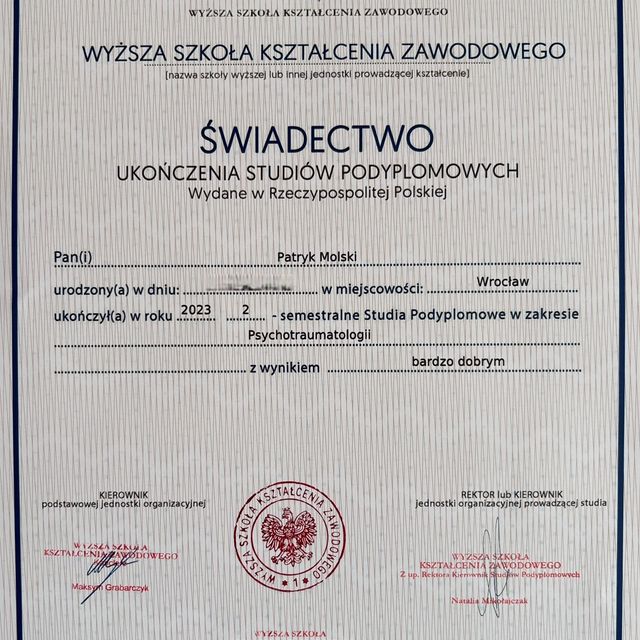 WYŻSZA SZKOŁA KSZTAŁCENIA ZAWODOWEGO
WYŻSZA SZKOŁA KSZTAŁCENIA ZAWODOWEGO
[nazwa szkoły wyższej lub innej jednostki prowadzącej kształcenie]
ŚWIADECTWO
UKOŃCZENIA STUDIÓW PODYPLOMOWYCH
Wydane w Rzeczypospolitej Polskiej
Pan(i) Patryk Molski
urodzony(a) w dniu: w miejscowości: Wrocław
ukończył(a) w roku 2023 2 - semestralne Studia Podyplomowe w zakresie
Psychotraumatologii
z wynikiem bardzo dobrym
KIEROWNIK
podstawowej jednostki organizacyjnej
REKTOR lub KIEROWNIK
jednostki organizacyjnej prowadzącej studia
WYŻSZA SZKOŁA KSZTAŁCENIA ZAWODOWEGO * 1 *
WYŻSZA SZKOŁA
KSZTAŁCENIA ZAWODOWEGO
Maksym Grabarczyk
WYŻSZA SZKOŁA
KSZTAŁCENIA ZAWODOWEGO
Z up. Rektora Kierownik Studiów Podyplomowych
Natalia Mikołajczak
WYŻSZA SZKOŁA